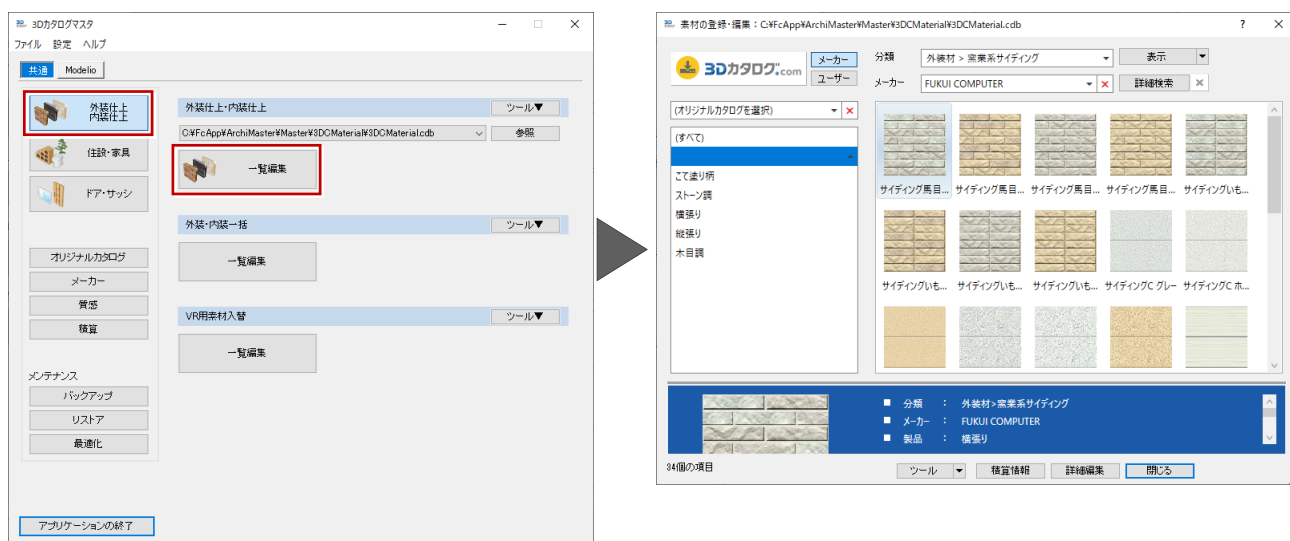 3Dカタログマスタ
ファイル 設定 ヘルプ
共通 Modelio
外装仕上
内装仕上
住設・家具
ドア・サッシ
オリジナルカタログ
メーカー
質感
積算
メンテナンス
バックアップ
リストア
最適化
アプリケーションの終了
外装仕上・内装仕上 ツール▼
C:¥FcApp¥ArchiMaster¥Master¥3DCMaterial¥3DCMaterial.cdb 参照
一覧編集
外装・内装一括 ツール▼
一覧編集
VR用素材入替 ツール▼
一覧編集
素材の登録・編集：C:¥FcApp¥ArchiMaster¥Master¥3DCMaterial¥3DCMaterial.cdb ?
3Dカタログ.com
メーカー
ユーザー
分類 外装材 > 窯業系サイディング 表示
メーカー FUKUI COMPUTER 詳細検索
(オリジナルカタログを選択)
(すべて)
こて塗り柄
ストーン調
横張り
縦張り
木目調
サイディング馬目... サイディング馬目... サイディング馬目... サイディング馬目... サイディングいも...
サイディングいも... サイディングいも... サイディングいも... サイディングC グレー サイディングC ホ...
分類 ： 外装材>窯業系サイディング
メーカー ： FUKUI COMPUTER
製品 ： 横張り
34個の項目
ツール 積算情報 詳細編集 閉じる